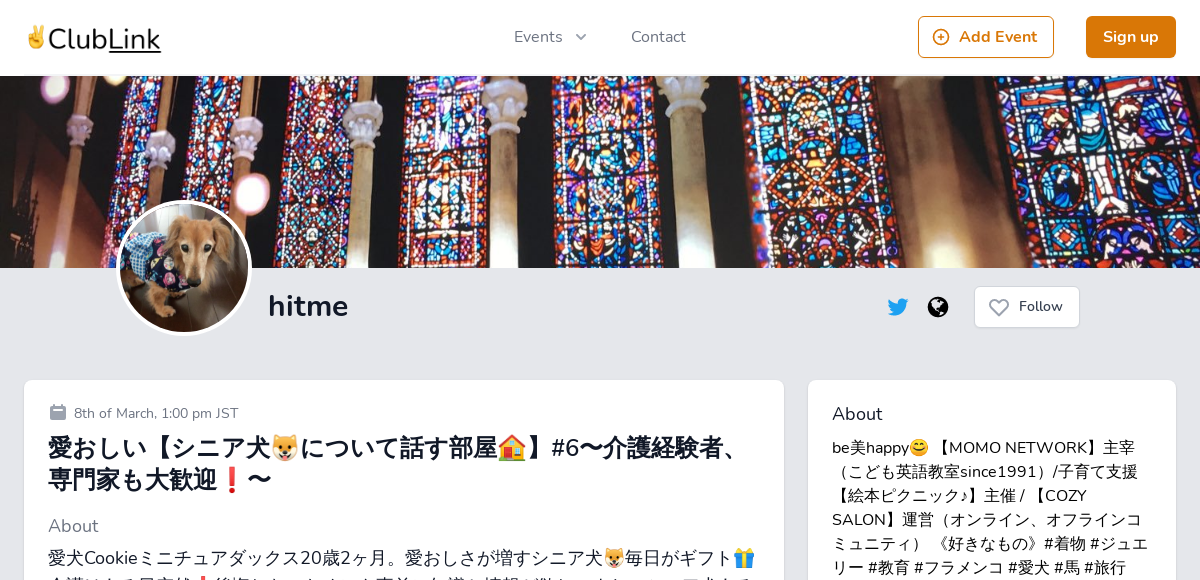 ✌ClubLink
Events
Contact
Add Event
Sign up
hitme
Follow
8th of March, 1:00 pm JST
愛おしい【シニア犬😺について話す部屋🏠】#6〜介護経験者、
専門家も大歓迎❗〜
About
愛犬Cookieミニチュアダックス20歳2ヶ月。愛おしさが増すシニア犬😺毎日がギフト🎁
About
be美happy😊 【MOMO NETWORK】主宰
（こども英語教室since1991）/子育て支援
【絵本ピクニック♪】主催 / 【COZY
SALON】運営（オンライン、オフラインコ
ミュニティ） 《好きなもの》#着物 #ジュエ
リー #教育 #フラメンコ #愛犬 #馬 #旅行